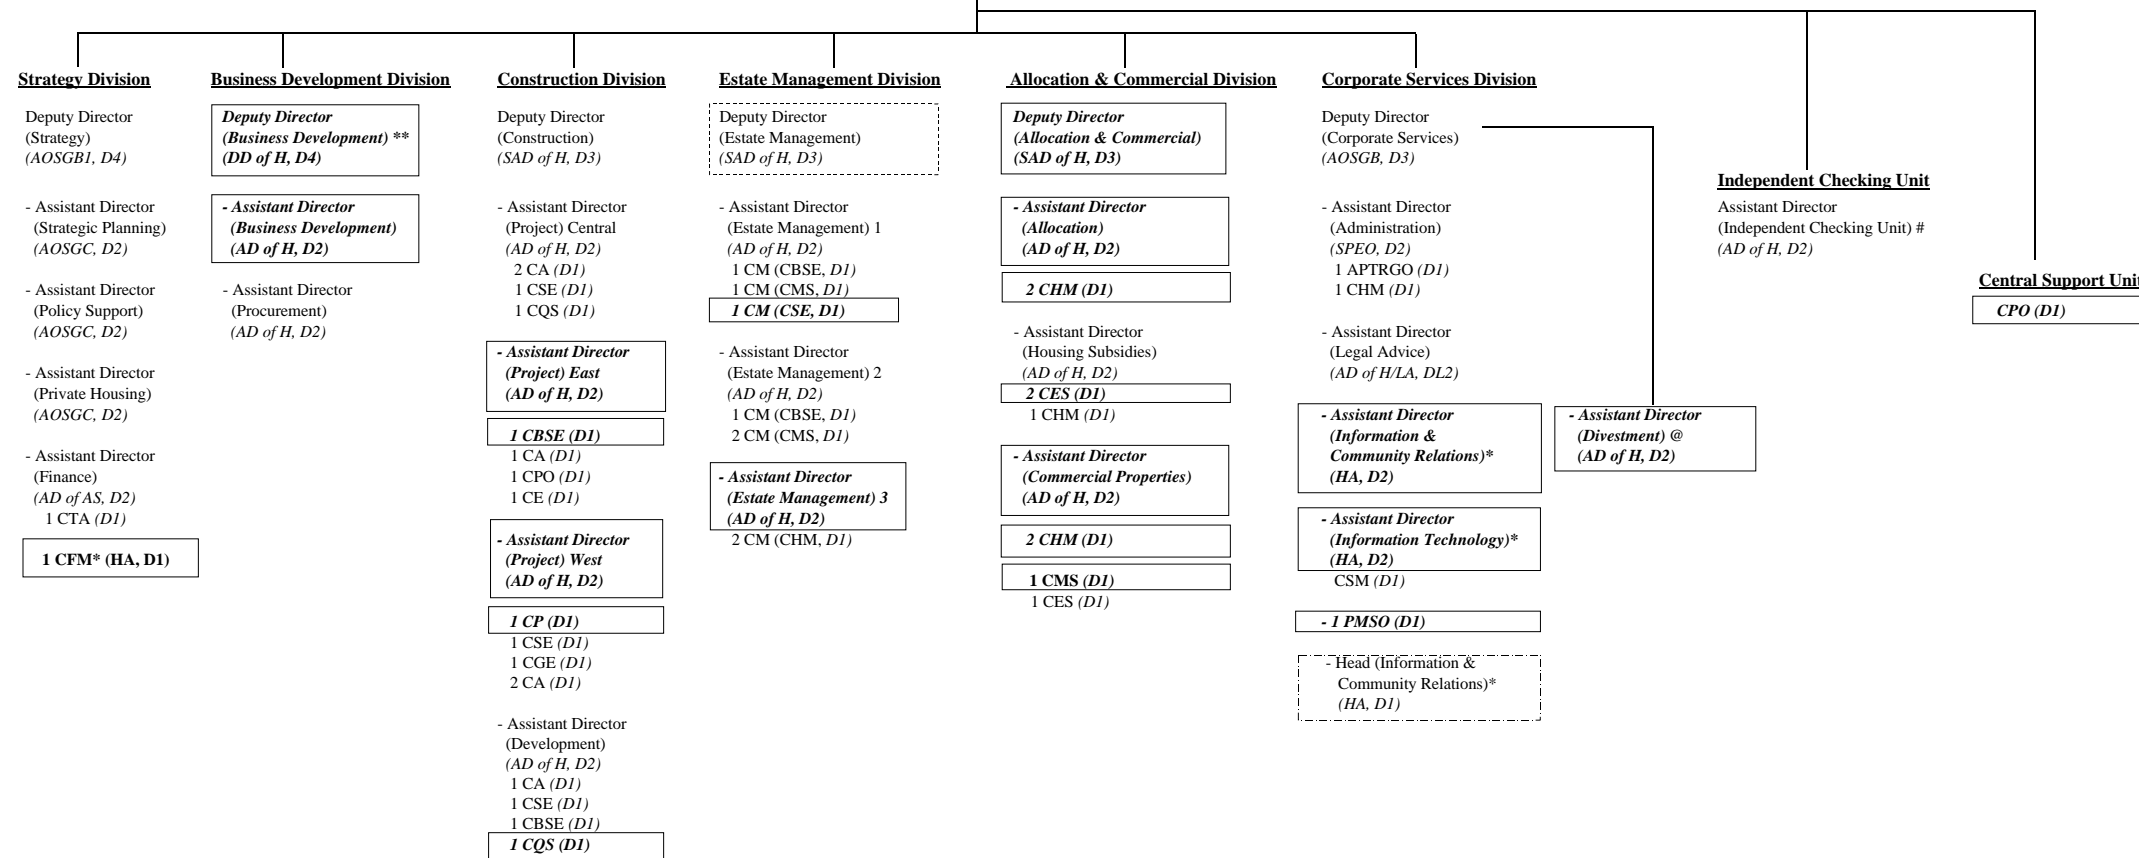 Strategy Division
Deputy Director
(Strategy)
(AOSGB1, D4)
- Assistant Director
(Strategic Planning)
(AOSGC, D2)
- Assistant Director
(Policy Support)
(AOSGC, D2)
- Assistant Director
(Private Housing)
(AOSGC, D2)
- Assistant Director
(Finance)
(AD of AS, D2)
1 CTA (D1)
1 CFM* (HA, D1)
Business Development Division
Deputy Director
(Business Development) **
(DD of H, D4)
- Assistant Director
(Business Development)
(AD of H, D2)
- Assistant Director
(Procurement)
(AD of H, D2)
Construction Division
Deputy Director
(Construction)
(SAD of H, D3)
- Assistant Director
(Project) Central
(AD of H, D2)
2 CA (D1)
1 CSE (D1)
1 CQS (D1)
- Assistant Director
(Project) East
(AD of H, D2)
1 CBSE (D1)
1 CA (D1)
1 CPO (D1)
1 CE (D1)
- Assistant Director
(Project) West
(AD of H, D2)
1 CP (D1)
1 CSE (D1)
1 CGE (D1)
2 CA (D1)
- Assistant Director
(Development)
(AD of H, D2)
1 CA (D1)
1 CSE (D1)
1 CBSE (D1)
1 CQS (D1)
Estate Management Division
Deputy Director
(Estate Management)
(SAD of H, D3)
- Assistant Director
(Estate Management) 1
(AD of H, D2)
1 CM (CBSE, D1)
1 CM (CMS, D1)
1 CM (CSE, D1)
- Assistant Director
(Estate Management) 2
(AD of H, D2)
1 CM (CBSE, D1)
2 CM (CMS, D1)
- Assistant Director
(Estate Management) 3
(AD of H, D2)
2 CM (CHM, D1)
Allocation & Commercial Division
Deputy Director
(Allocation & Commercial)
(SAD of H, D3)
- Assistant Director
(Allocation)
(AD of H, D2)
2 CHM (D1)
- Assistant Director
(Housing Subsidies)
(AD of H, D2)
2 CES (D1)
1 CHM (D1)
- Assistant Director
(Commercial Properties)
(AD of H, D2)
2 CHM (D1)
1 CMS (D1)
1 CES (D1)
Corporate Services Division
Deputy Director
(Corporate Services)
(AOSGB, D3)
- Assistant Director
(Administration)
(SPEO, D2)
1 APTRGO (D1)
1 CHM (D1)
- Assistant Director
(Legal Advice)
(AD of H/LA, DL2)
- Assistant Director
(Information &
Community Relations)*
(HA, D2)
- Assistant Director
(Information Technology)*
(HA, D2)
CSM (D1)
- 1 PMSO (D1)
- Head (Information &
Community Relations)*
(HA, D1)
- Assistant Director
(Divestment) @
(AD of H, D2)
Independent Checking Unit
Assistant Director
(Independent Checking Unit) #
(AD of H, D2)
Central Support Unit
CPO (D1)